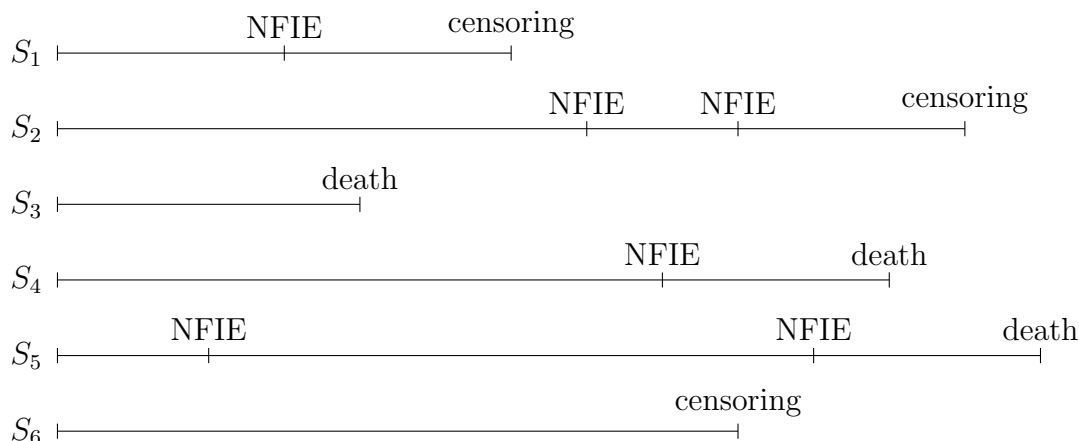 NFIE censoring
S1
NFIE NFIE censoring
S2
death
S3
NFIE death
S4
NFIE NFIE death
S5
censoring
S6